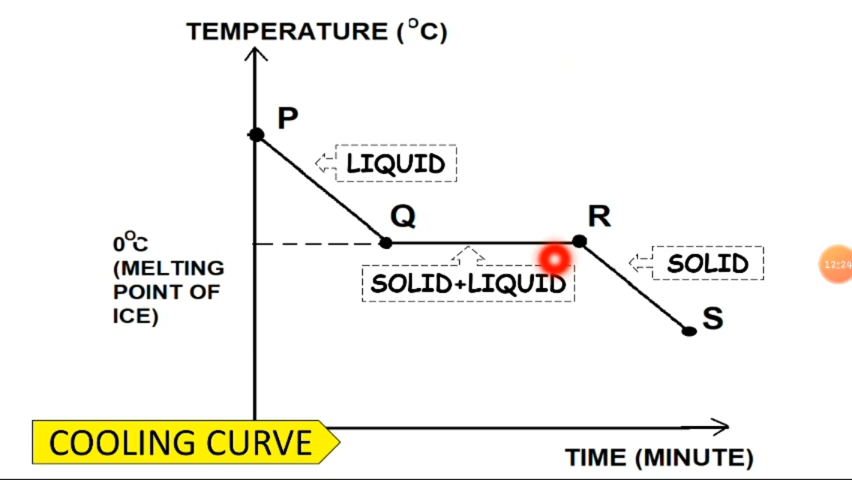 TEMPERATURE (°C)
P
LIQUID
Q
R
0°C
(MELTING
POINT OF
ICE)
SOLID
SOLID+LIQUID
S
12:24
COOLING CURVE
TIME (MINUTE)